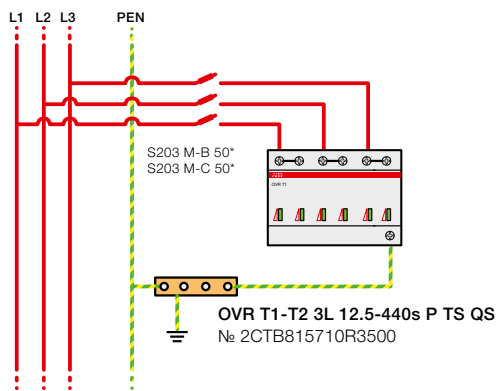 L1 L2 L3 PEN
S203 M-B 50*
S203 M-C 50*
ABB
OVR T1
OVR T1-T2 3L 12.5-440s P TS QS
№ 2CTB815710R3500